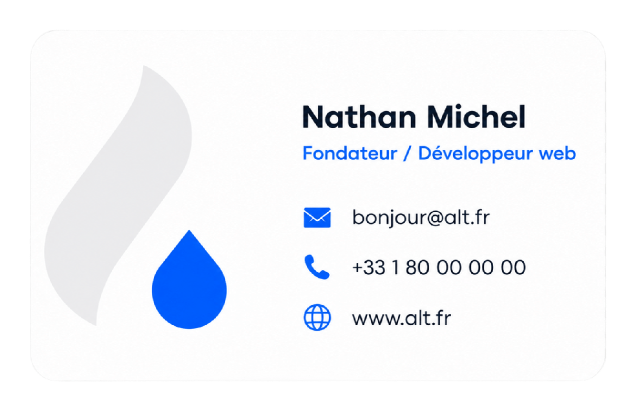 Nathan Michel
Fondateur / Développeur web
bonjour@alt.fr
+33 1 80 00 00 00
www.alt.fr